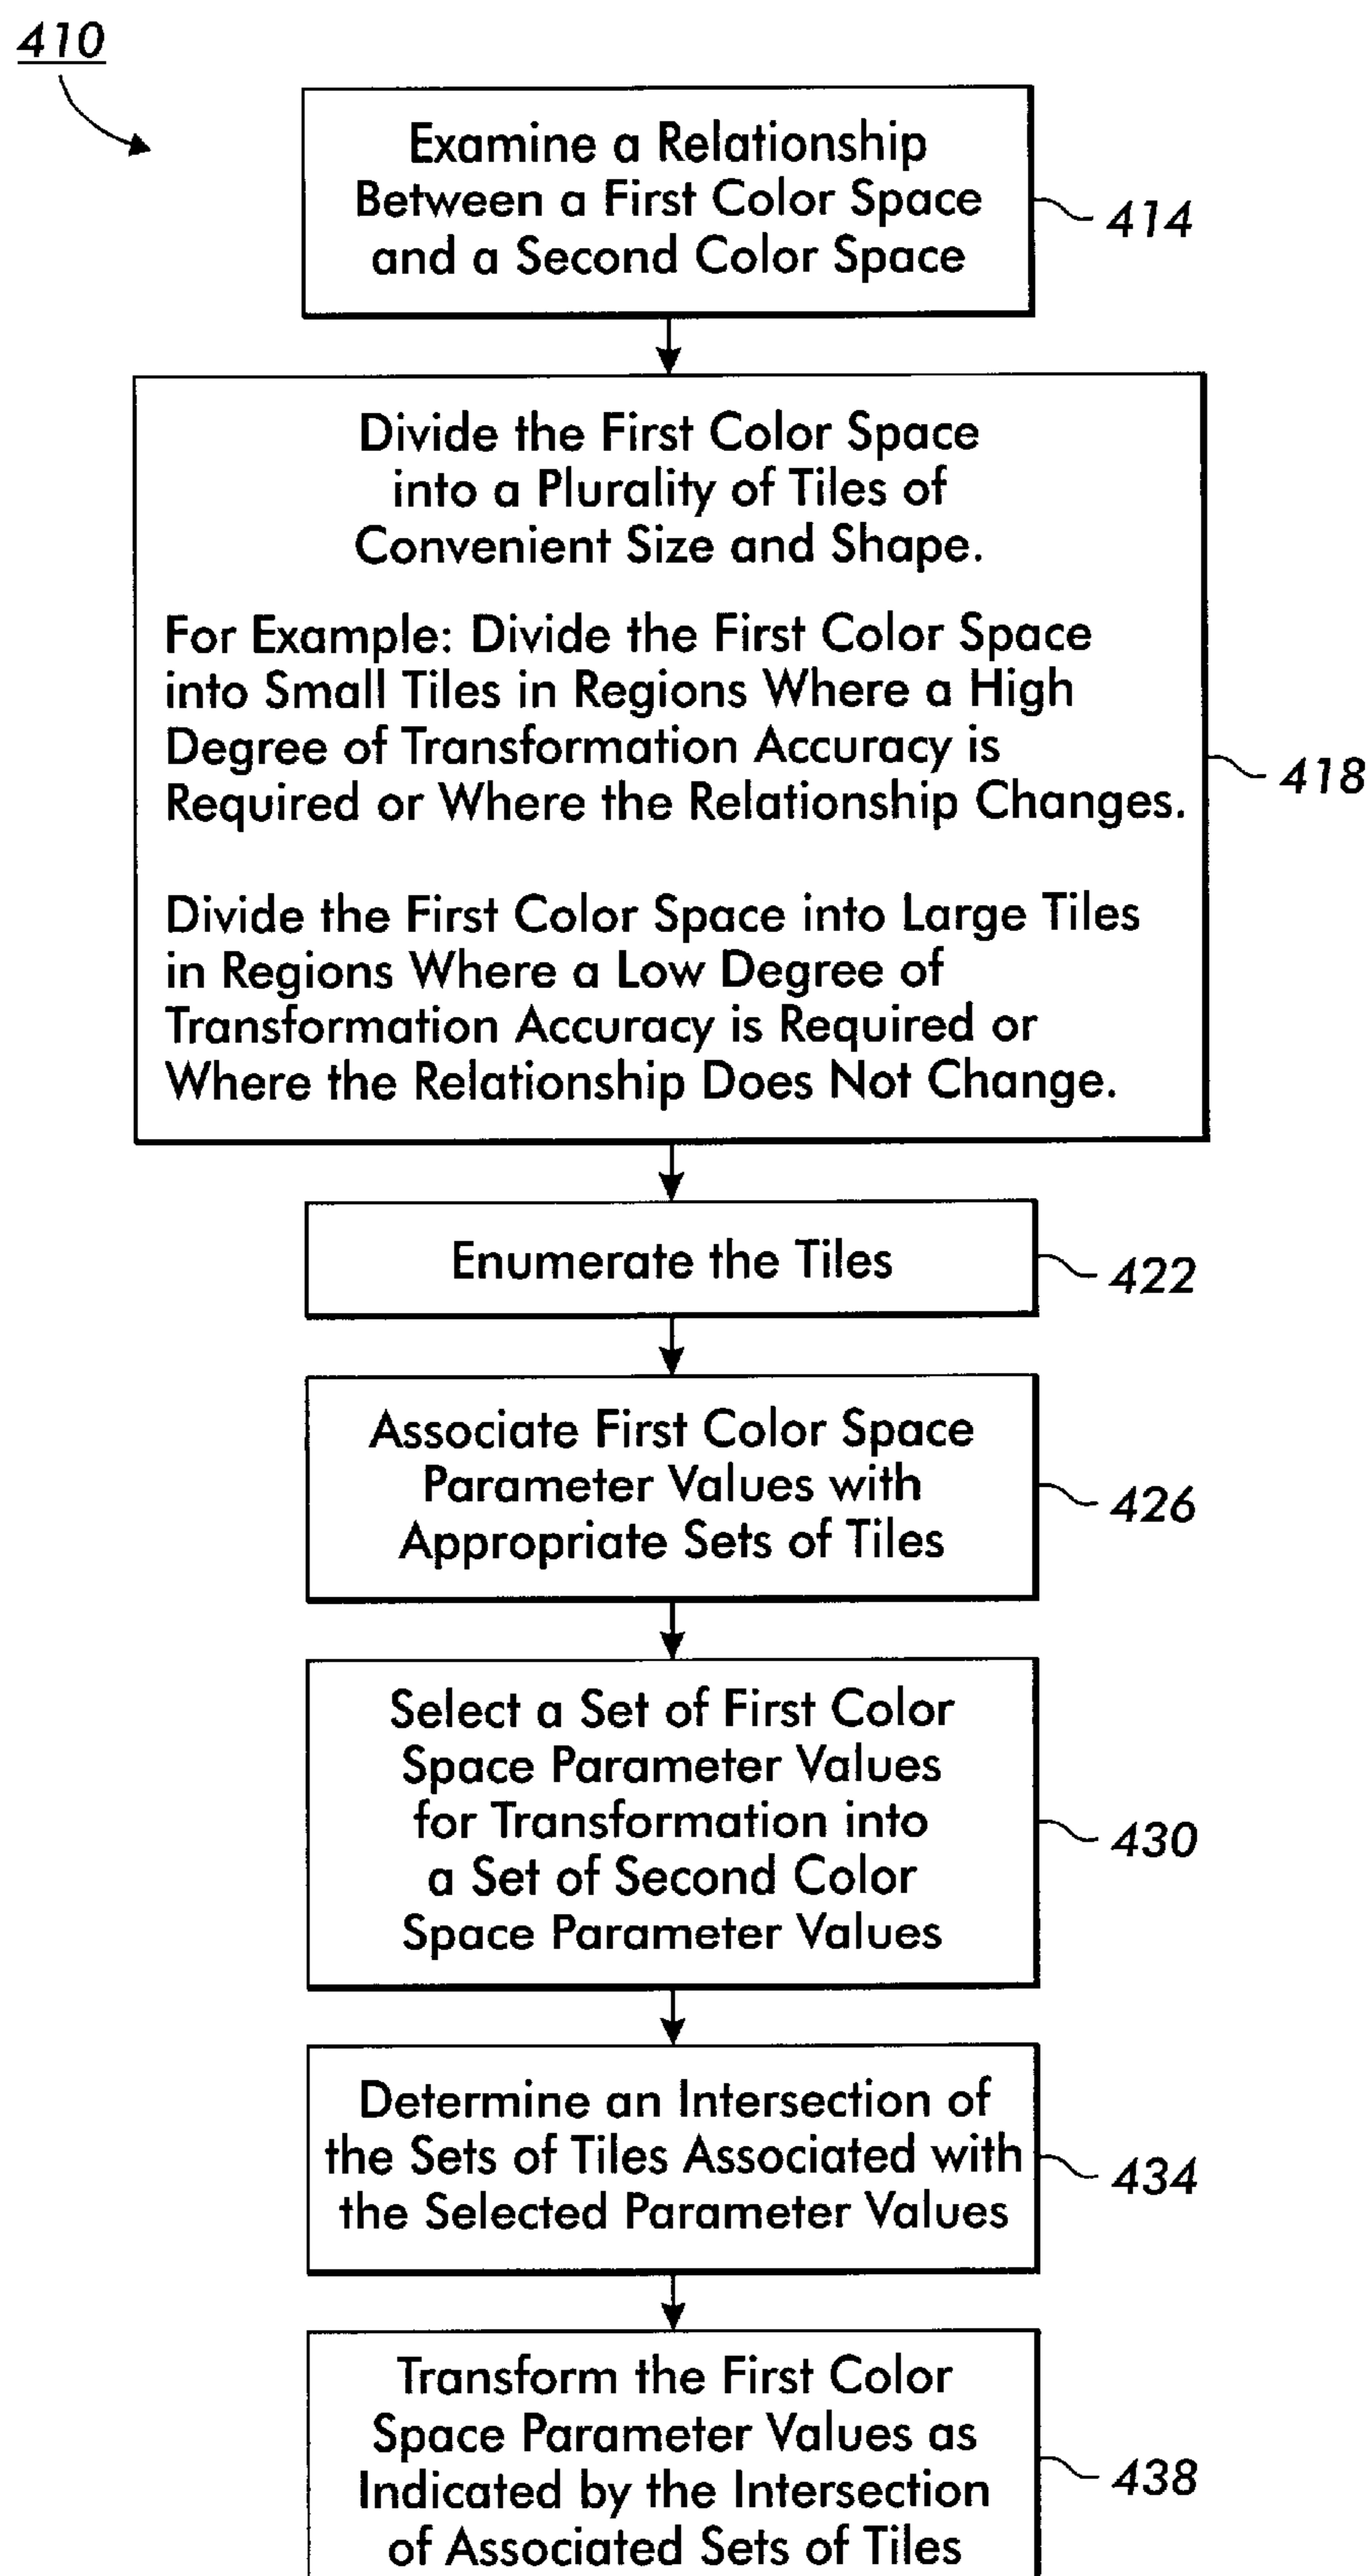 410
Examine a Relationship
Between a First Color Space
and a Second Color Space
414
Divide the First Color Space
into a Plurality of Tiles of
Convenient Size and Shape.
For Example: Divide the First Color Space
into Small Tiles in Regions Where a High
Degree of Transformation Accuracy is
Required or Where the Relationship Changes.
418
Divide the First Color Space into Large Tiles
in Regions Where a Low Degree of
Transformation Accuracy is Required or
Where the Relationship Does Not Change.
Enumerate the Tiles
422
Associate First Color Space
Parameter Values with
Appropriate Sets of Tiles
426
Select a Set of First Color
Space Parameter Values
for Transformation into
a Set of Second Color
Space Parameter Values
430
Determine an Intersection of
the Sets of Tiles Associated with
the Selected Parameter Values
434
Transform the First Color
Space Parameter Values as
Indicated by the Intersection
of Associated Sets of Tiles
438